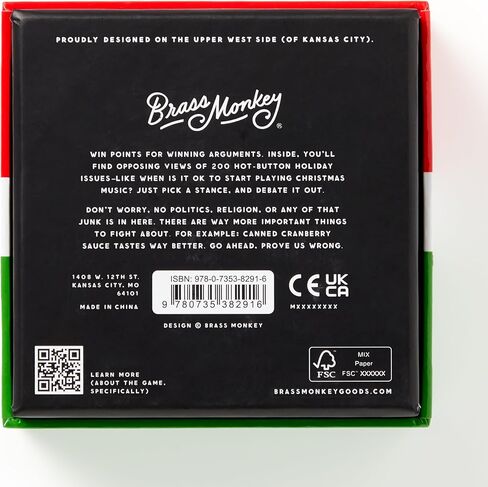 PROUDLY DESIGNED ON THE UPPER WEST SIDE (OF KANSAS CITY).
Brass Monkey®
WIN POINTS FOR WINNING ARGUMENTS. INSIDE, YOU'LL
FIND OPPOSING VIEWS OF 200 HOT-BUTTON HOLIDAY
ISSUES–LIKE WHEN IS IT OK TO START PLAYING CHRISTMAS
MUSIC? JUST PICK A STANCE, AND DEBATE IT OUT.
DON'T WORRY, NO POLITICS, RELIGION, OR ANY OF THAT
JUNK IS IN HERE. THERE ARE WAY MORE IMPORTANT THINGS
TO FIGHT ABOUT. FOR EXAMPLE: CANNED CRANBERRY
SAUCE TASTES WAY BETTER. GO AHEAD, PROVE US WRONG.
1408 W. 12TH ST.
KANSAS CITY, MO
64101
MADE IN CHINA
ISBN: 978-0-7353-8291-6
9 780735 382916
DESIGN © BRASS MONKEY
CE UK
CA
MXXXXXXXXX
LEARN MORE
(ABOUT THE GAME,
SPECIFICALLY)
FSC
MIX
Paper
FSC™ XXXXXX
BRASSMONKEYGOODS.COM